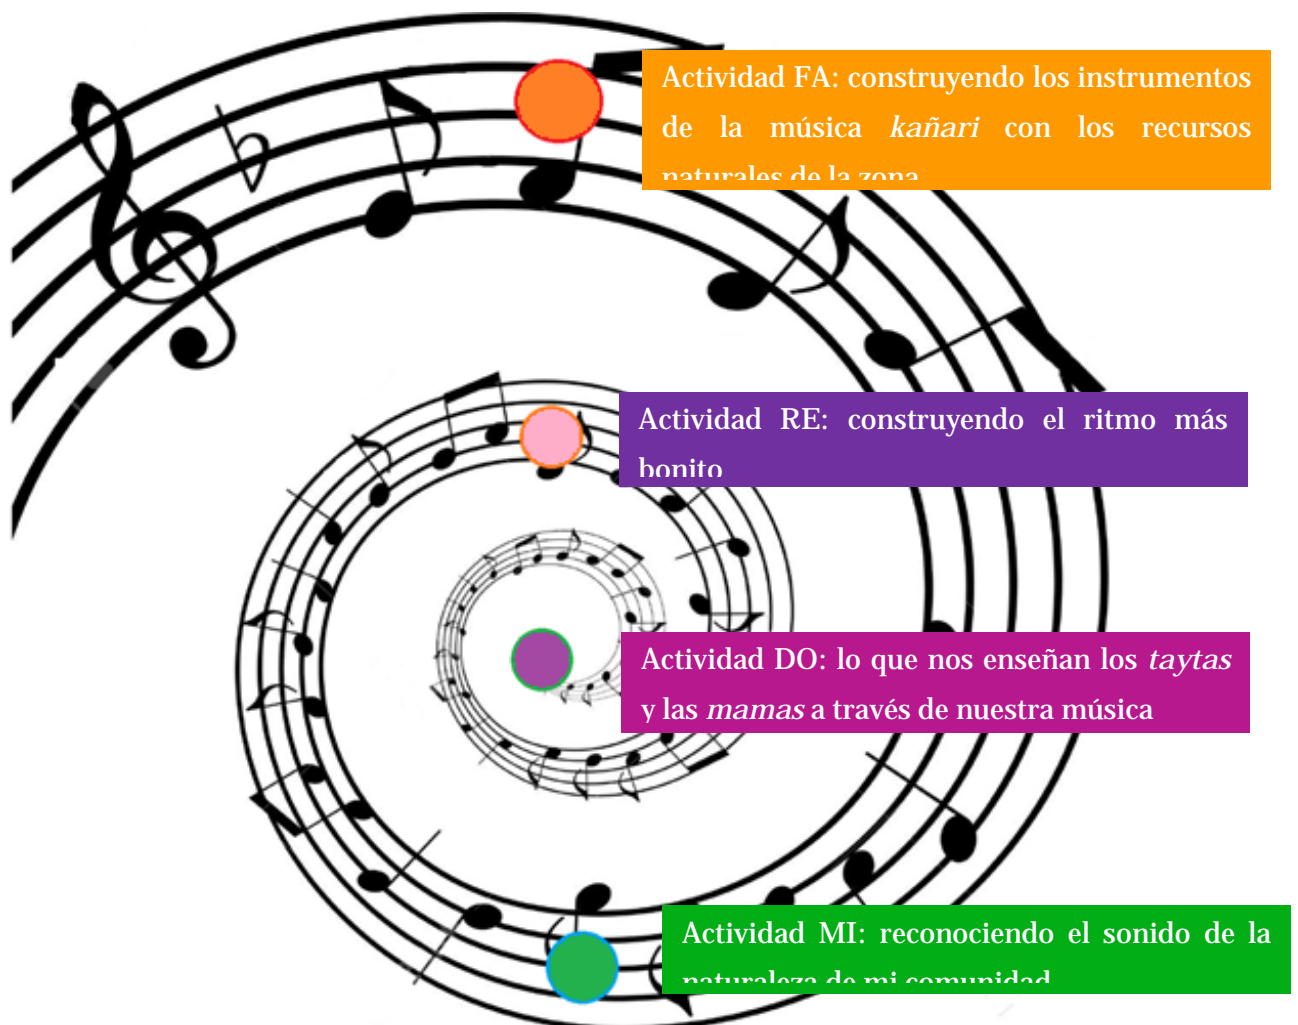 Actividad FA: construyendo los instrumentos
de la música kañari con los recursos
naturales de la zona
Actividad RE: construyendo el ritmo más
bonito
Actividad DO: lo que nos enseñan los taytas
y las mamas a través de nuestra música
Actividad MI: reconociendo el sonido de la
naturaleza de mi comunidad